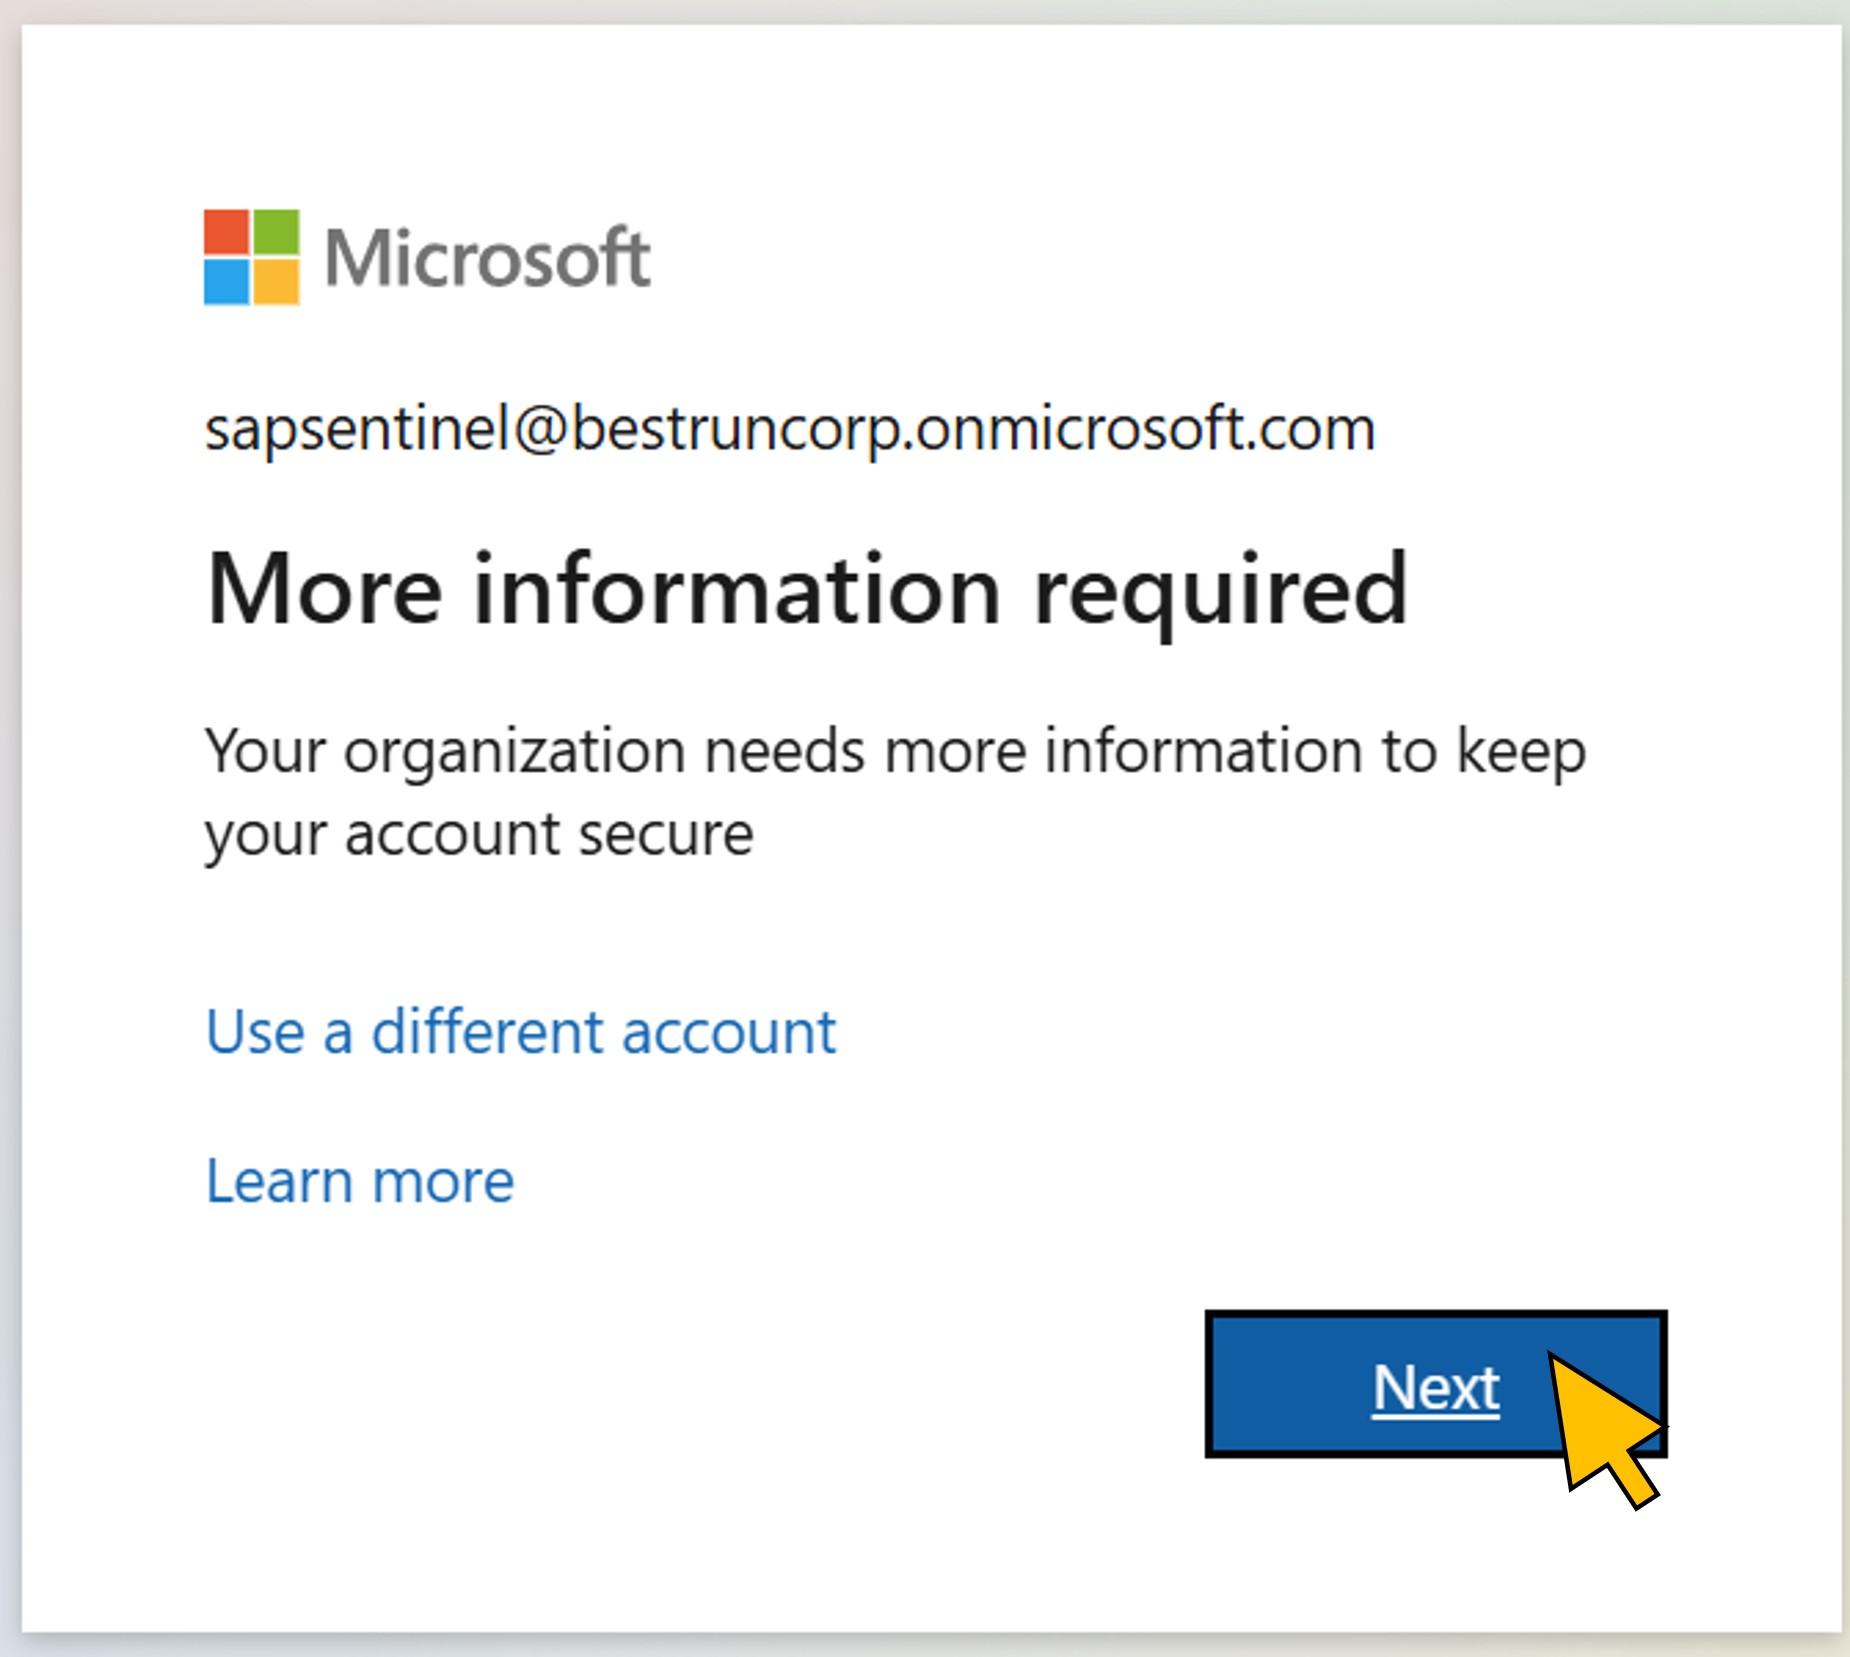 Microsoft
sapsentinel@bestruncorp.onmicrosoft.com
More information required
Your organization needs more information to keep
your account secure
Use a different account
Learn more
Next